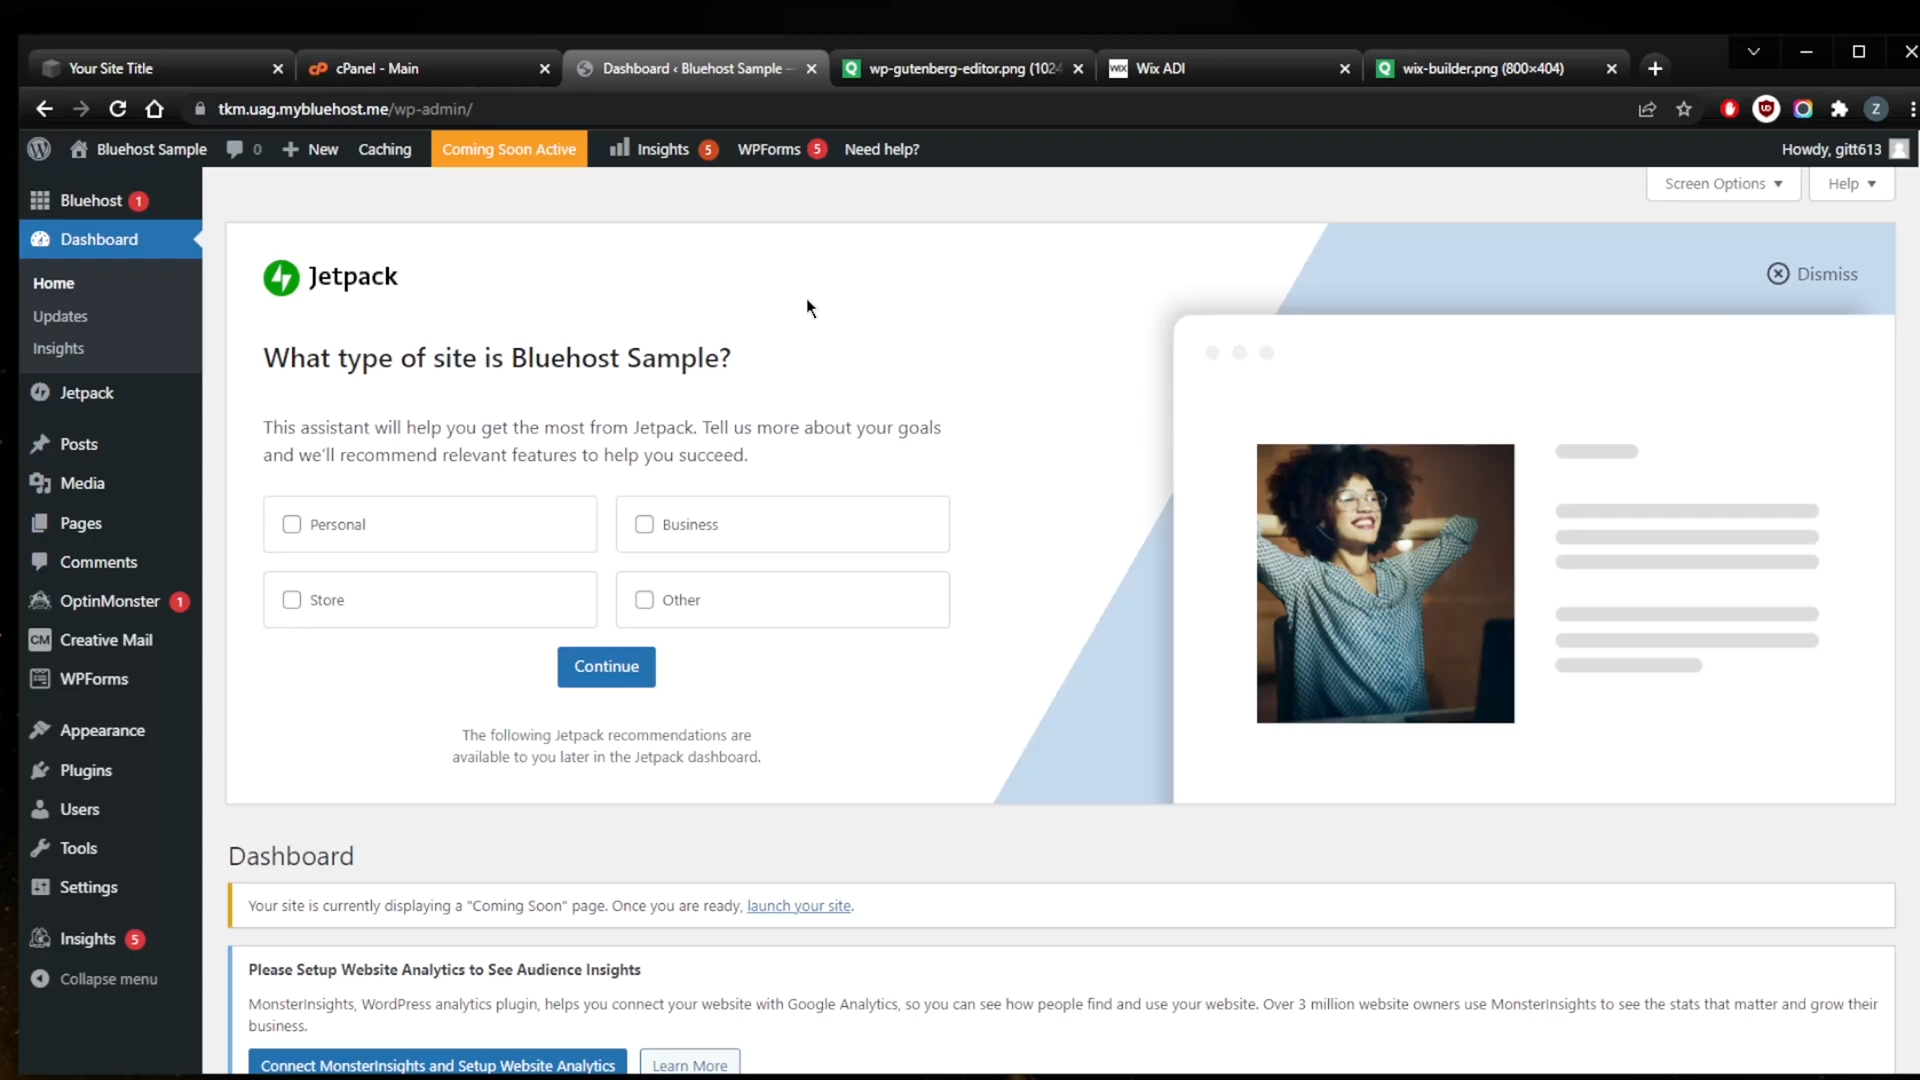 Your Site Title
cPanel - Main
Dashboard ‹ Bluehost Sample —
wp-gutenberg-editor.png (1024
WIX Wix ADI
wix-builder.png (800×404)
tkm.uag.mybluehost.me/wp-admin/
Z
Bluehost Sample 0 New Caching Coming Soon Active Insights 5 WPForms 5 Need help? Howdy, gitt613
Screen Options Help
Bluehost 1
Dashboard
Home
Updates
Insights
Jetpack
Posts
Media
Pages
Comments
OptinMonster 1
CM Creative Mail
WPForms
Appearance
Plugins
Users
Tools
Settings
Insights 5
Collapse menu
Jetpack
Dismiss
What type of site is Bluehost Sample?
This assistant will help you get the most from Jetpack. Tell us more about your goals
and we'll recommend relevant features to help you succeed.
Personal Business
Store Other
Continue
The following Jetpack recommendations are
available to you later in the Jetpack dashboard.
Dashboard
Your site is currently displaying a "Coming Soon" page. Once you are ready, launch your site.
Please Setup Website Analytics to See Audience Insights
MonsterInsights, WordPress analytics plugin, helps you connect your website with Google Analytics, so you can see how people find and use your website. Over 3 million website owners use MonsterInsights to see the stats that matter and grow their
business.
Connect MonsterInsights and Setup Website Analytics Learn More